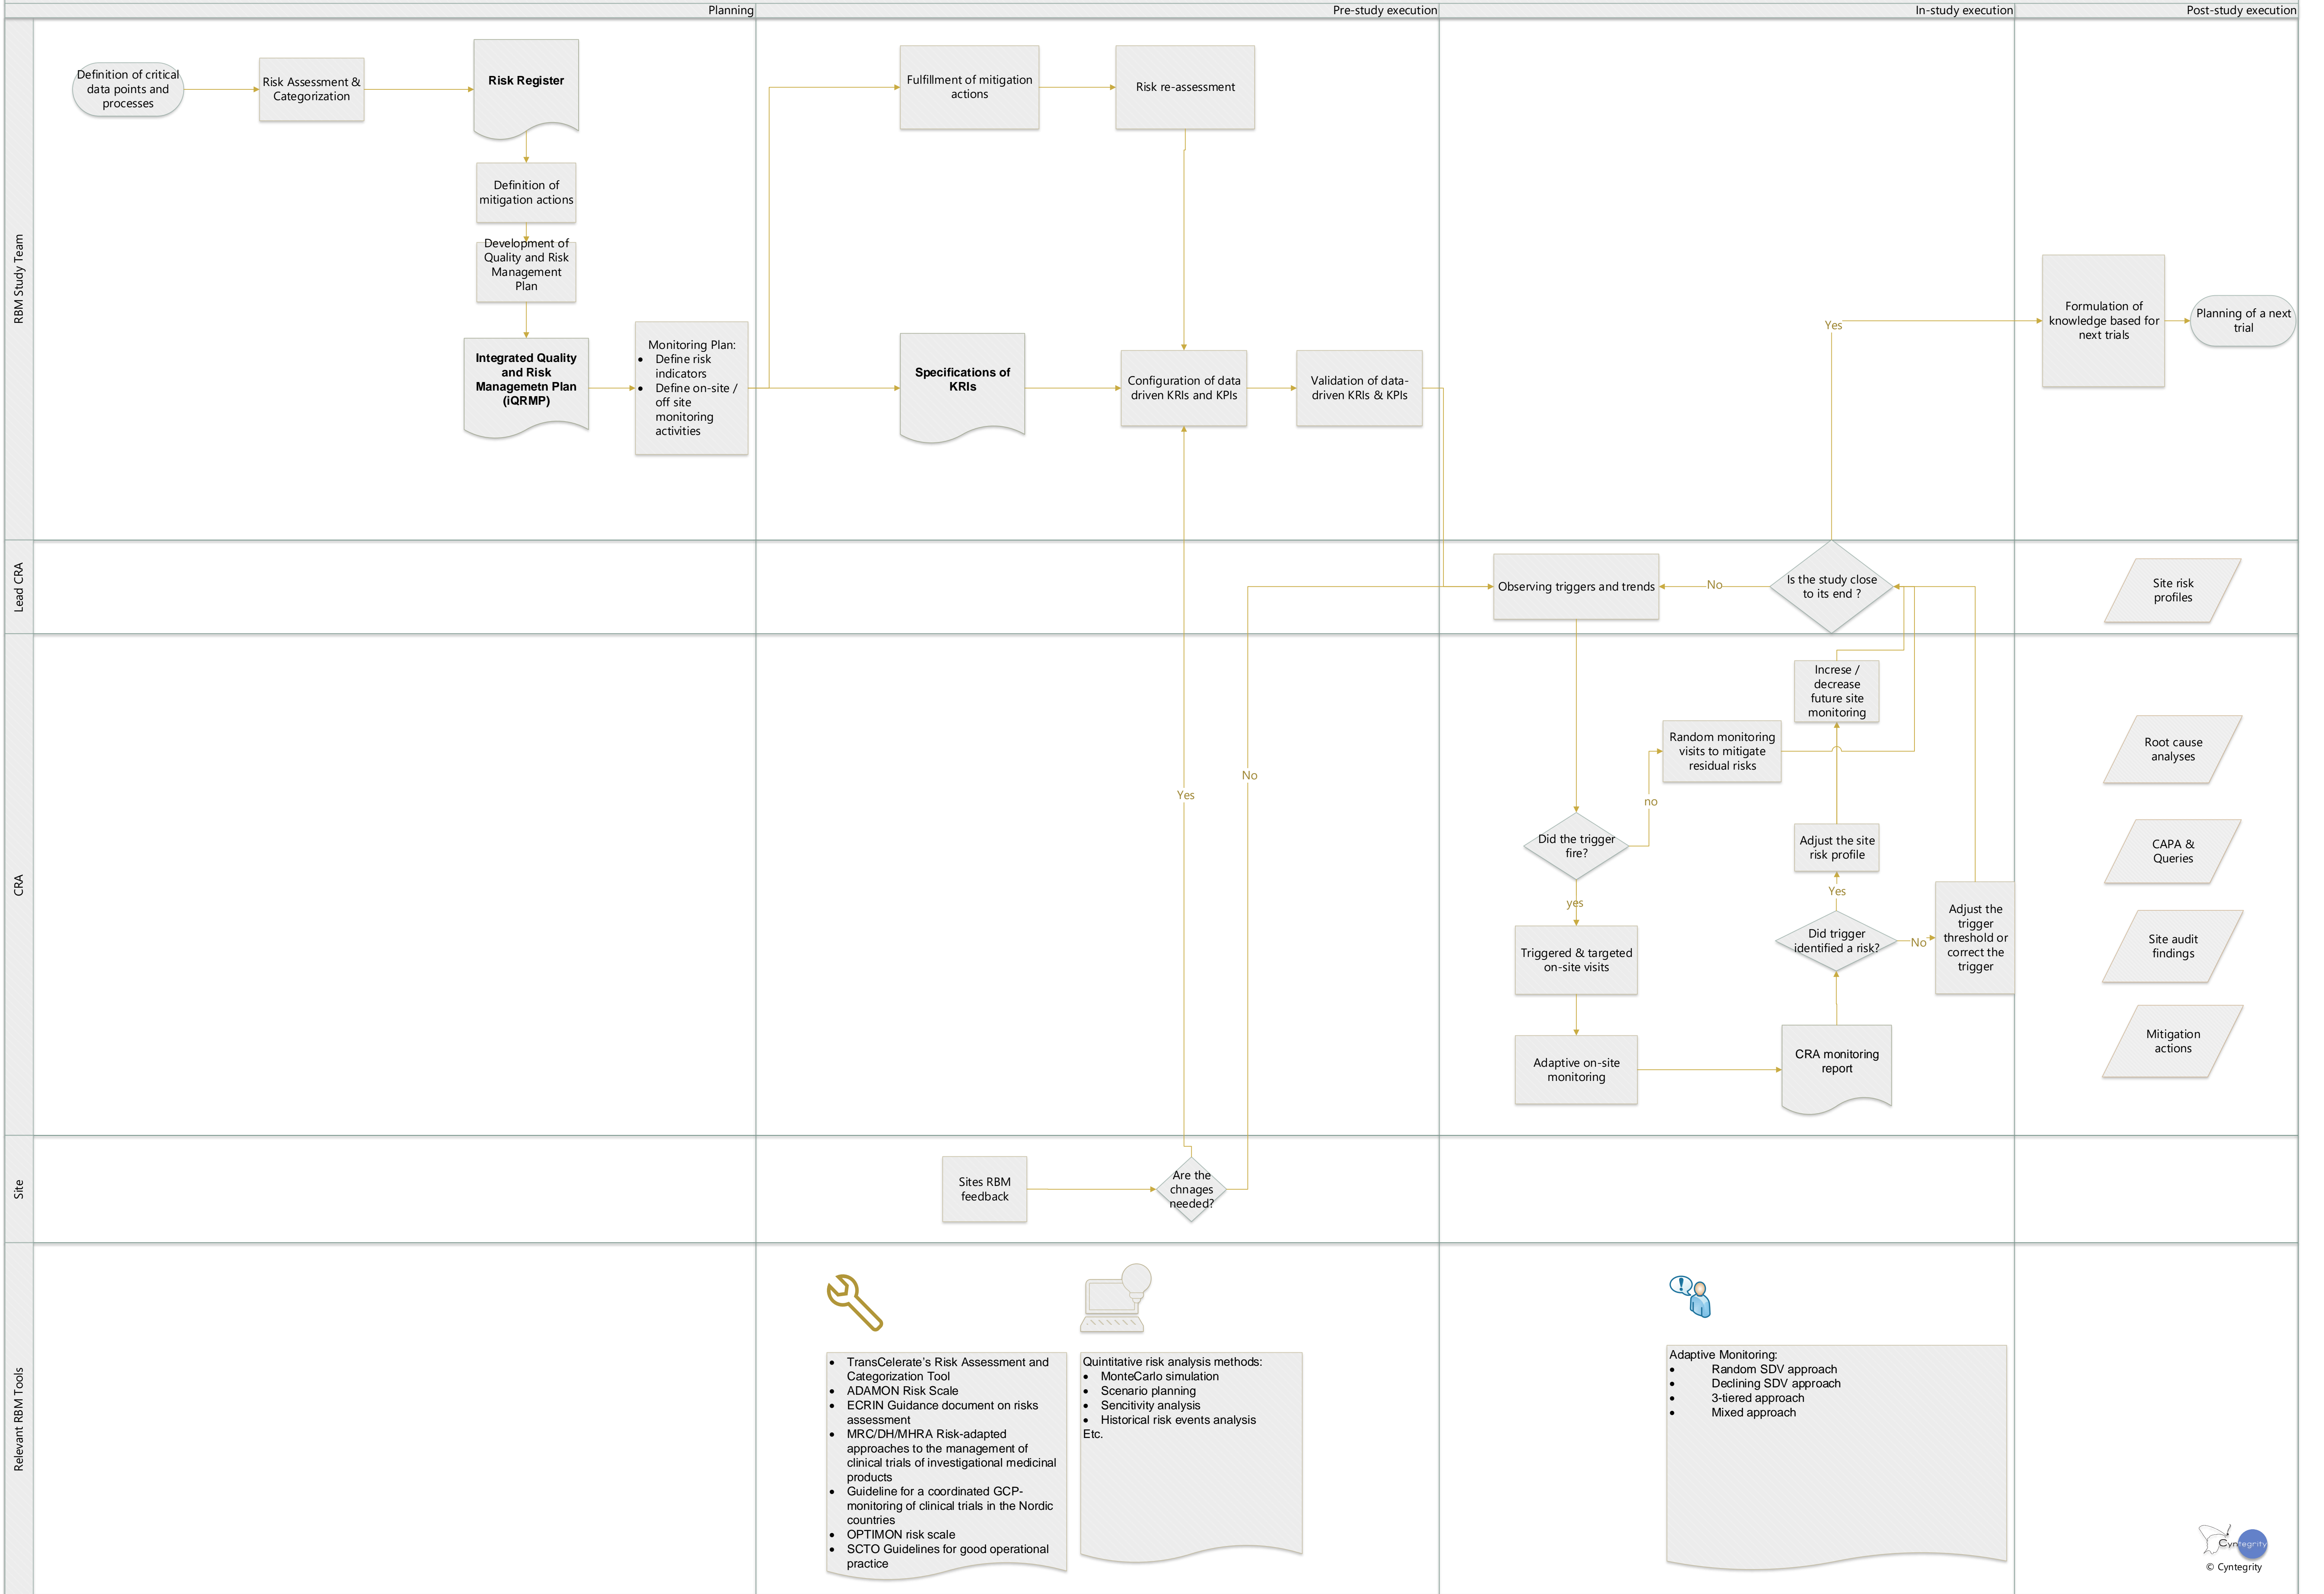 Planning
Pre-study execution
In-study execution
Post-study execution
RBM Study Team
Definition of critical
data points and
processes
Risk Assessment &
Categorization
Risk Register
Definition of
mitigation actions
Development of
Quality and Risk
Management
Plan
Integrated Quality
and Risk
Managemetn Plan
(iQRMP)
Monitoring Plan:
• Define risk
indicators
• Define on-site /
off site
monitoring
activities
Fulfillment of mitigation
actions
Risk re-assessment
Specifications of
KRIs
Configuration of data
driven KRIs and KPIs
Validation of data-
driven KRIs & KPIs
Yes
Formulation of
knowledge based for
next trials
Planning of a next
trial
Lead CRA
Observing triggers and trends
No
Is the study close
to its end ?
Site risk
profiles
CRA
Yes
No
Increse /
decrease
future site
monitoring
Random monitoring
visits to mitigate
residual risks
no
Did the trigger
fire?
yes
Adjust the site
risk profile
Yes
Did trigger
identified a risk?
No
Adjust the
trigger
threshold or
correct the
trigger
Triggered & targeted
on-site visits
Adaptive on-site
monitoring
CRA monitoring
report
Root cause
analyses
CAPA &
Queries
Site audit
findings
Mitigation
actions
Site
Sites RBM
feedback
Are the
chnages
needed?
Relevant RBM Tools
• TransCelerate's Risk Assessment and
Categorization Tool
• ADAMON Risk Scale
• ECRIN Guidance document on risks
assessment
• MRC/DH/MHRA Risk-adapted
approaches to the management of
clinical trials of investigational medicinal
products
• Guideline for a coordinated GCP-
monitoring of clinical trials in the Nordic
countries
• OPTIMON risk scale
• SCTO Guidelines for good operational
practice
Quintitative risk analysis methods:
• MonteCarlo simulation
• Scenario planning
• Sencitivity analysis
• Historical risk events analysis
Etc.
Adaptive Monitoring:
• Random SDV approach
• Declining SDV approach
• 3-tiered approach
• Mixed approach
Cyntegrity
© Cyntegrity